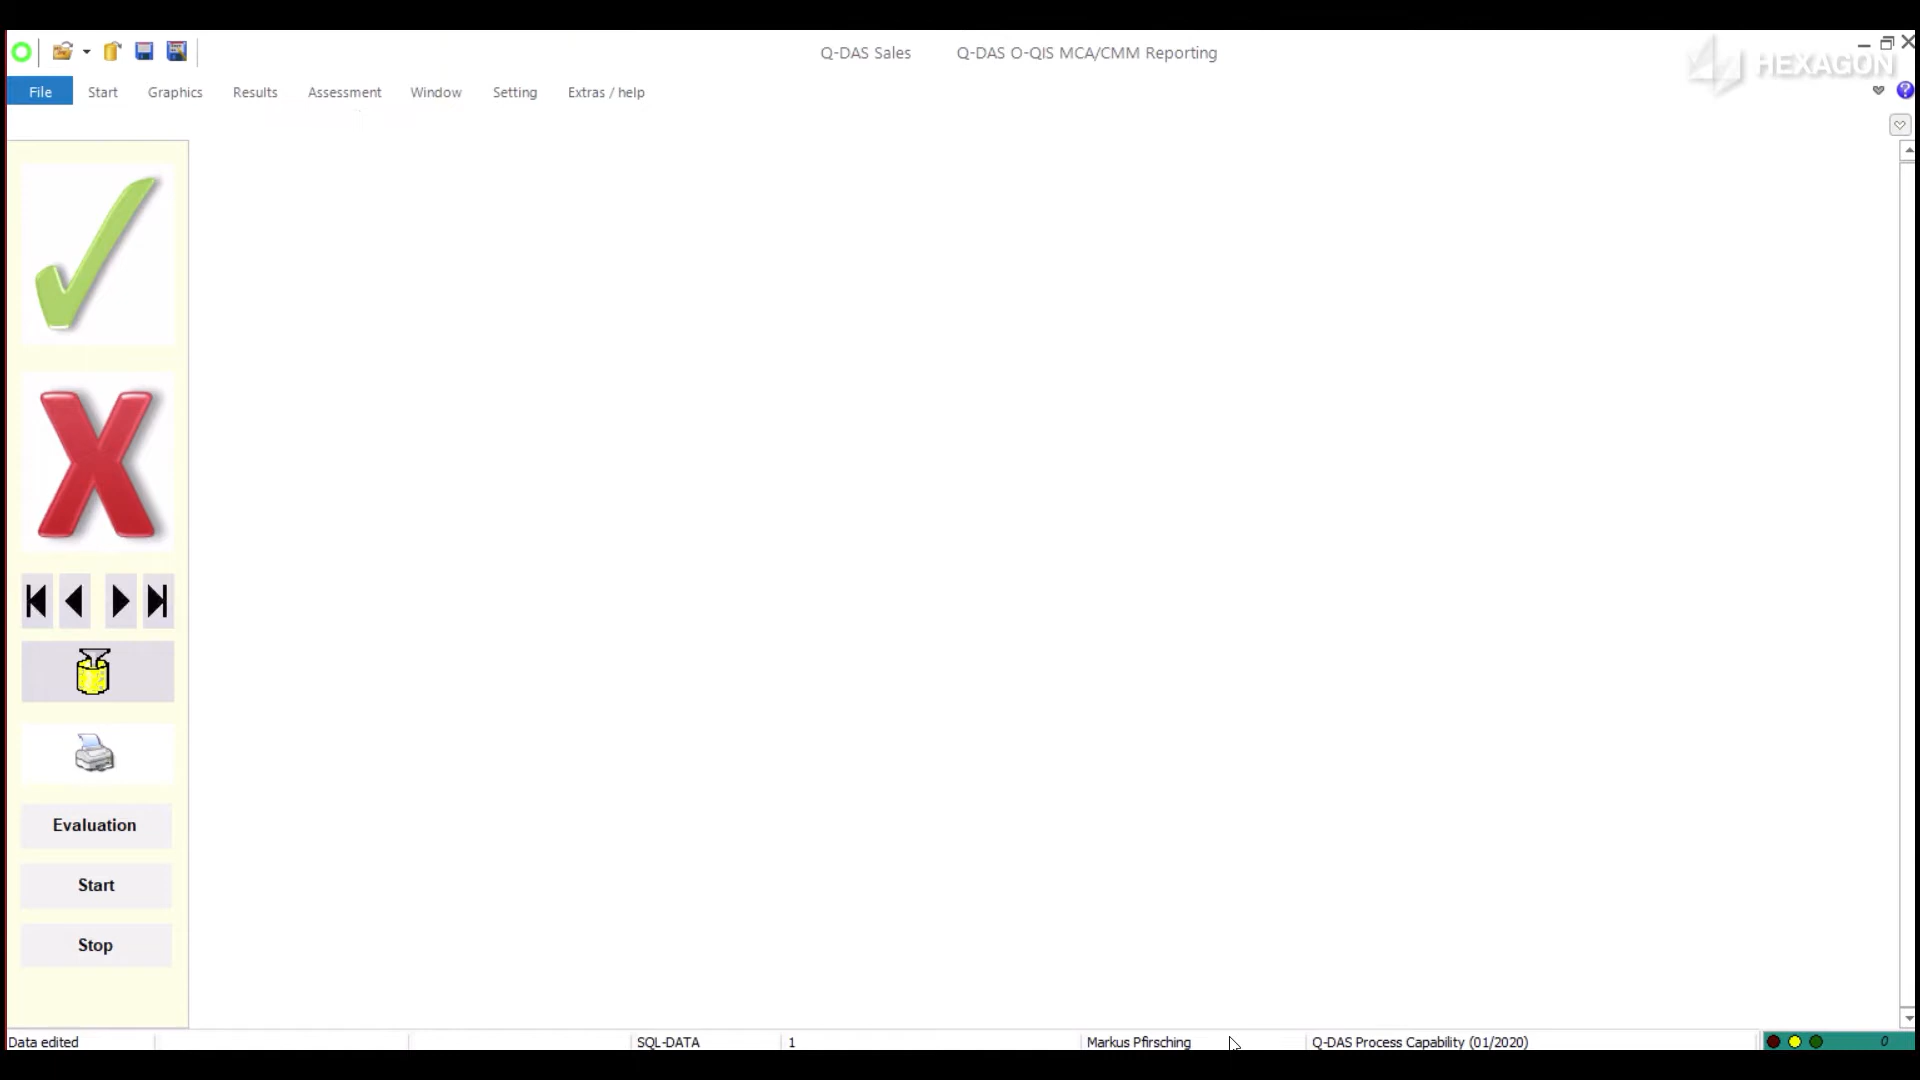 Q-DAS Sales Q-DAS O-QIS MCA/CMM Reporting
HEXAGON
File Start Graphics Results Assessment Window Setting Extras / help
Evaluation
Start
Stop
Data edited SQL-DATA 1 Markus Pfirsching Q-DAS Process Capability (01/2020) 0